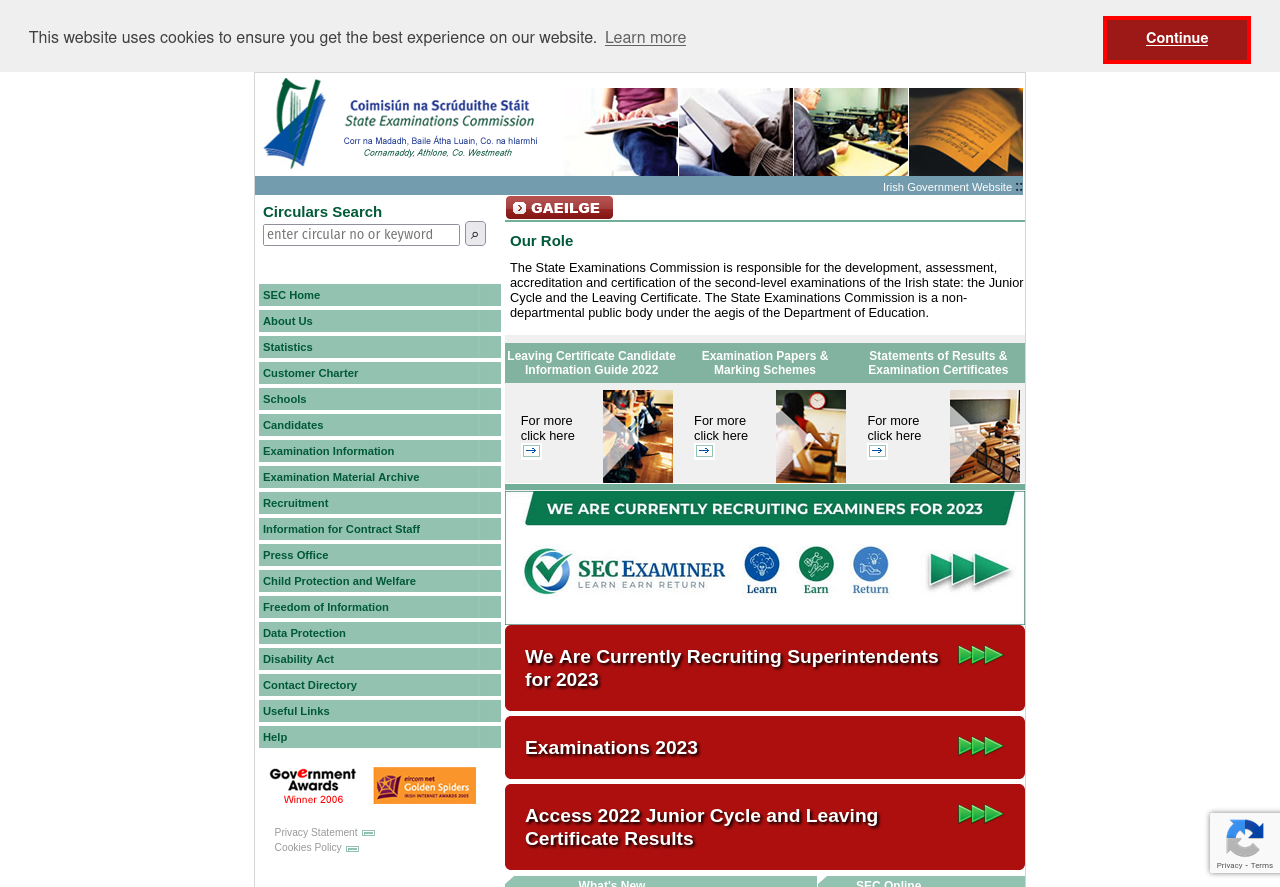 This website uses cookies to ensure you get the best experience on our website. Learn more
Continue
Coimisiún na Scrúduithe Stáit
State Examinations Commission
Corr na Madadh, Baile Átha Luain, Co. na hIarmhí
Cornamaddy, Athlone, Co. Westmeath
Irish Government Website ::
Circulars Search
enter circular no or keyword
SEC Home
About Us
Statistics
Customer Charter
Schools
Candidates
Examination Information
Examination Material Archive
Recruitment
Information for Contract Staff
Press Office
Child Protection and Welfare
Freedom of Information
Data Protection
Disability Act
Contact Directory
Useful Links
Help
Government
Awards
Winner 2006
eircom net
Golden Spiders
IRISH INTERNET AWARDS 2005
Privacy Statement
Cookies Policy
GAEILGE
Our Role
The State Examinations Commission is responsible for the development, assessment,
accreditation and certification of the second-level examinations of the Irish state: the Junior
Cycle and the Leaving Certificate. The State Examinations Commission is a non-
departmental public body under the aegis of the Department of Education.
Leaving Certificate Candidate
Information Guide 2022
Examination Papers &
Marking Schemes
Statements of Results &
Examination Certificates
For more
click here
For more
click here
For more
click here
WE ARE CURRENTLY RECRUITING EXAMINERS FOR 2023
SEC EXAMINER
LEARN EARN RETURN
Learn
Earn
Return
We Are Currently Recruiting Superintendents
for 2023
Examinations 2023
Access 2022 Junior Cycle and Leaving
Certificate Results
What's New
SEC Online
Privacy - Terms